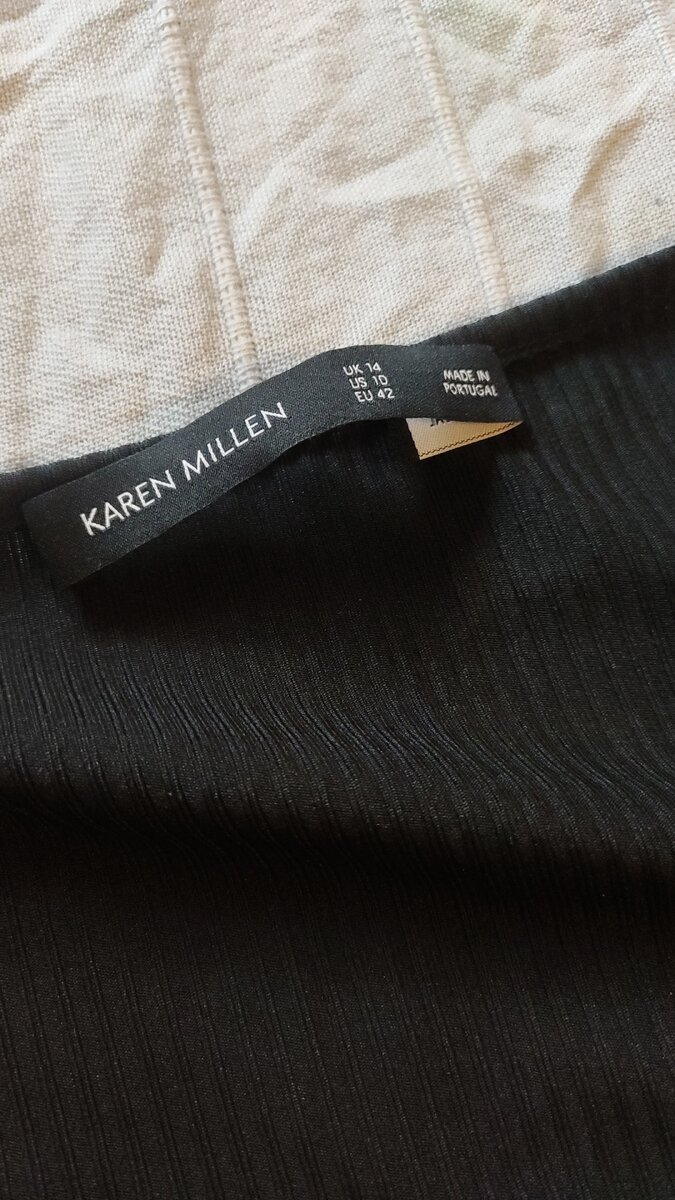 KAREN MILLEN
UK 14
US 10
EU 42
MADE IN
PORTUGAL